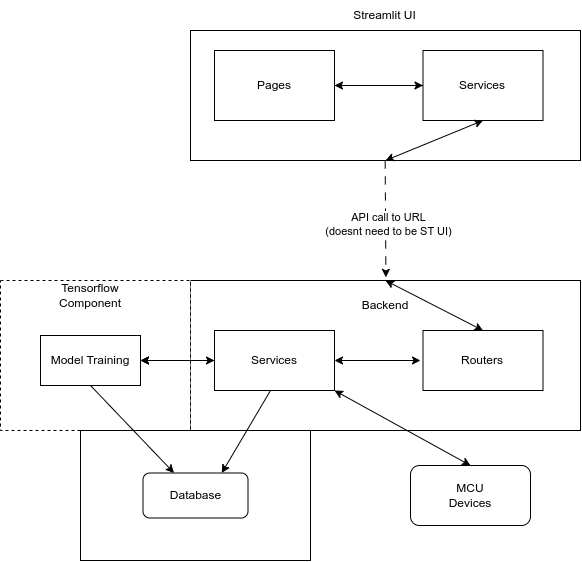 Streamlit UI
Pages
Services
API call to URL
(doesnt need to be ST UI)
Tensorflow
Component
Backend
Model Training
Services
Routers
Database
MCU
Devices